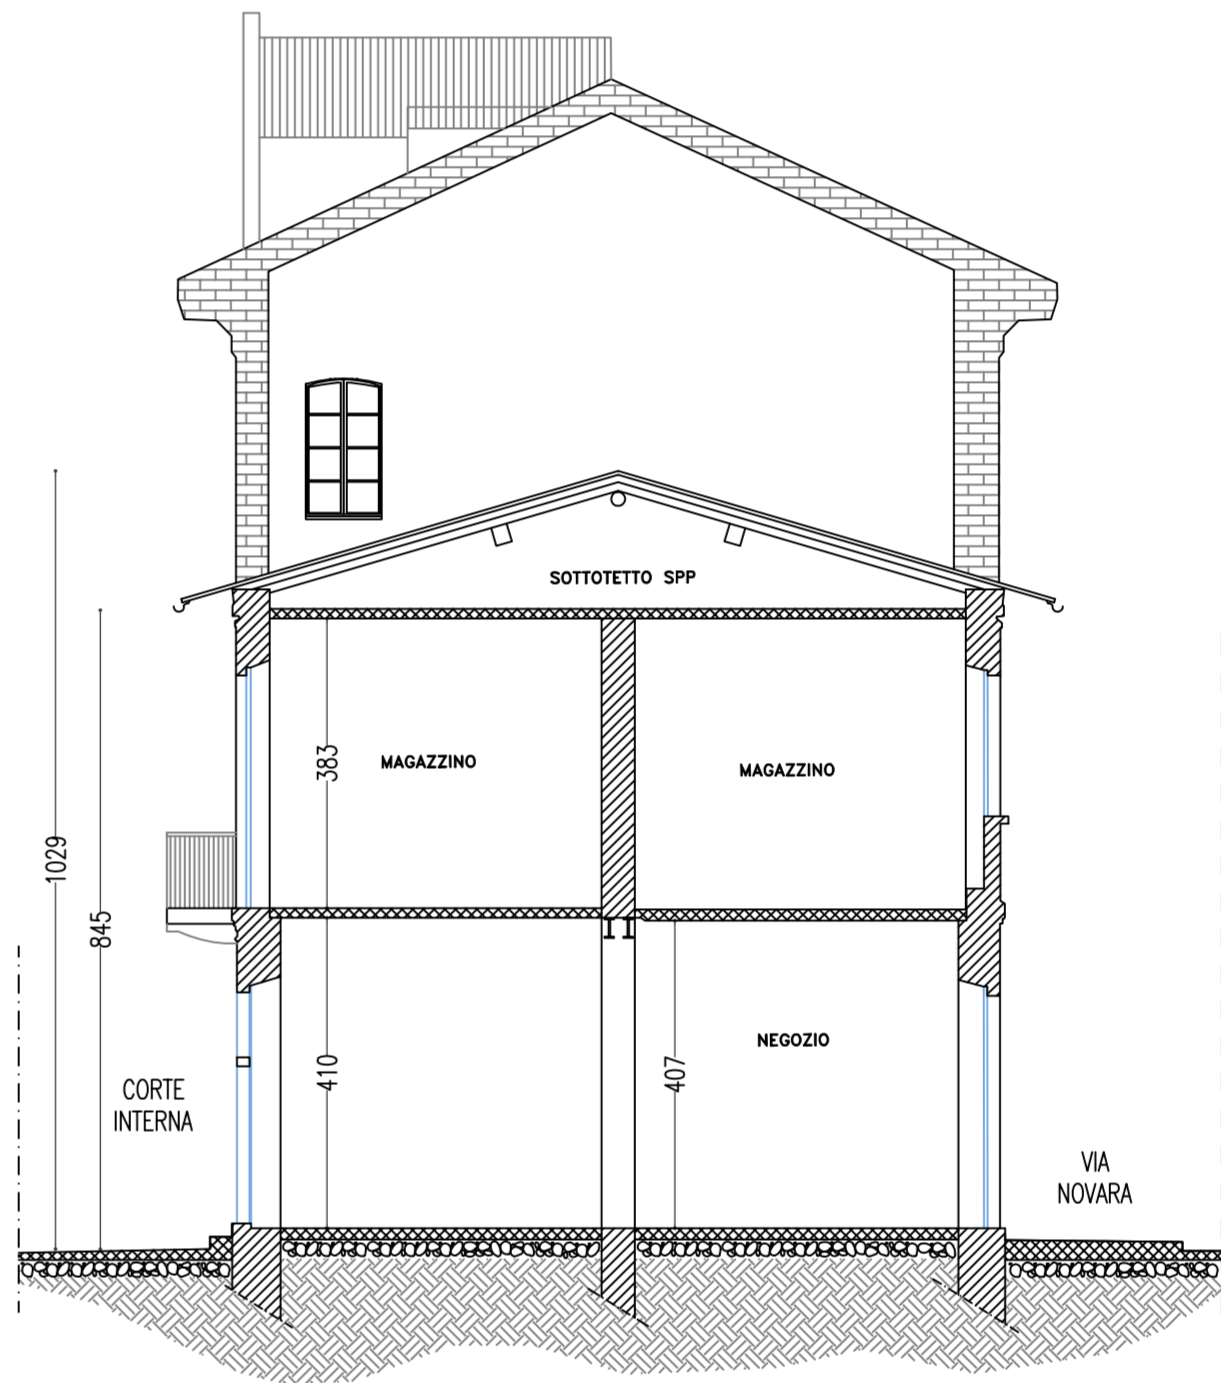 SOTTOTETTO SPP
383
MAGAZZINO
MAGAZZINO
1029
845
410
407
NEGOZIO
CORTE
INTERNA
VIA
NOVARA